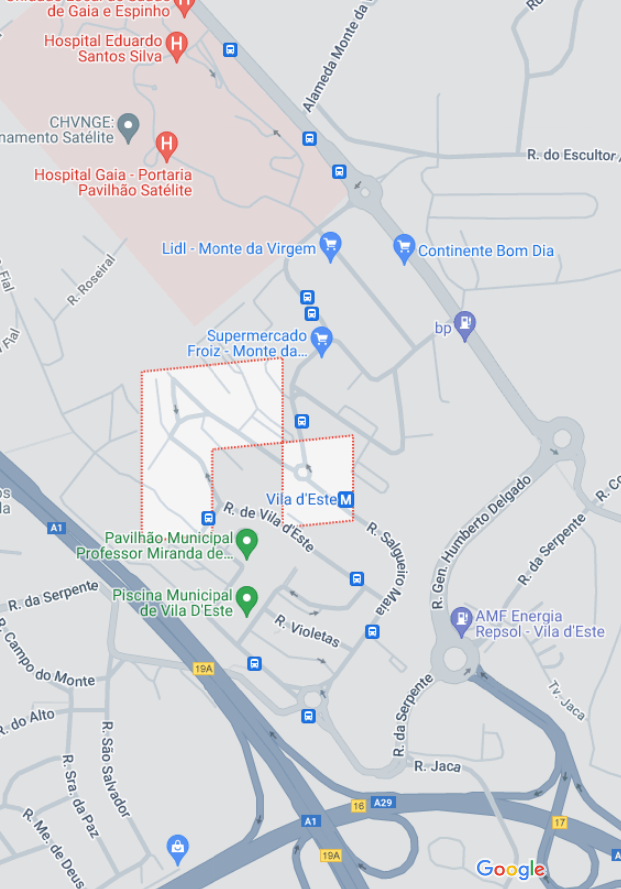 de Gaia e Espinho
Hospital Eduardo
Santos Silva
Alameda Monte da
CHVNGE:
namento Satélite
Hospital Gaia - Portaria
Pavilhão Satélite
R. do Escultor
Lidl - Monte da Virgem
Continente Bom Dia
R. Roseiral
Fial
Fial
bp
Supermercado
Froiz - Monte da...
Vila d'Este
M
R. de Vila d'Este
R. Gen. Humberto Delgado
A1
Pavilhão Municipal
Professor Miranda de...
R. Salgueiro Maia
R. da Serpente
R. da Serpente
Piscina Municipal
de Vila D'Este
R. Violetas
AMF Energia
Repsol - Vila d'Este
R. Campo do Monte
19A
Tv. Jaca
R. do Alto
R. São Salvador
R. da Serpente
R. Jaca
R. Sra. da Paz
16
A29
A1
17
R. Me. de Deus
19A
Google